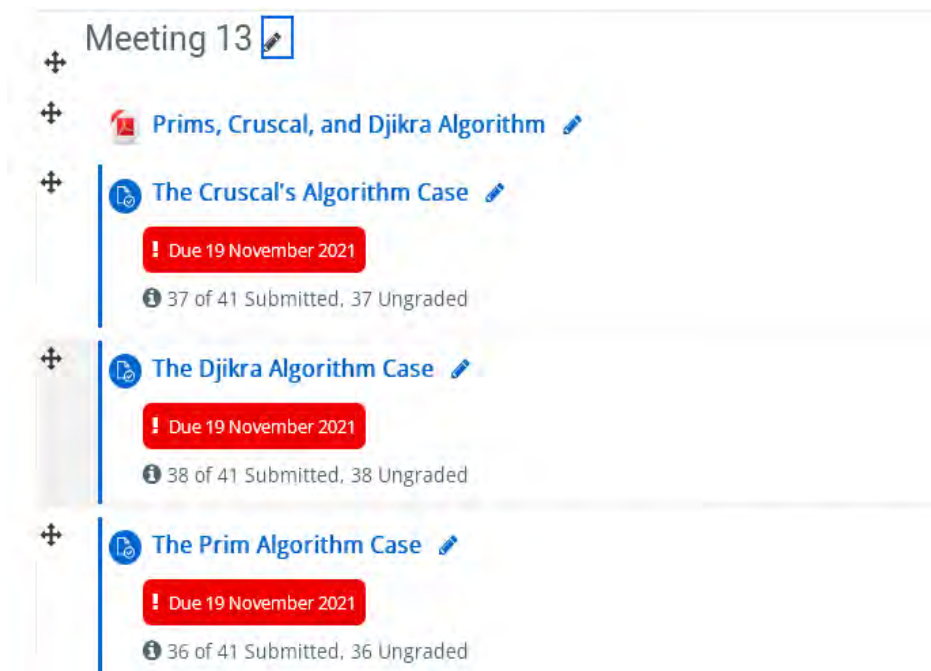 Meeting 13
Prims, Cruscal, and Djikra Algorithm
The Cruscal's Algorithm Case
! Due 19 November 2021
37 of 41 Submitted, 37 Ungraded
The Djikra Algorithm Case
! Due 19 November 2021
38 of 41 Submitted, 38 Ungraded
The Prim Algorithm Case
! Due 19 November 2021
36 of 41 Submitted, 36 Ungraded